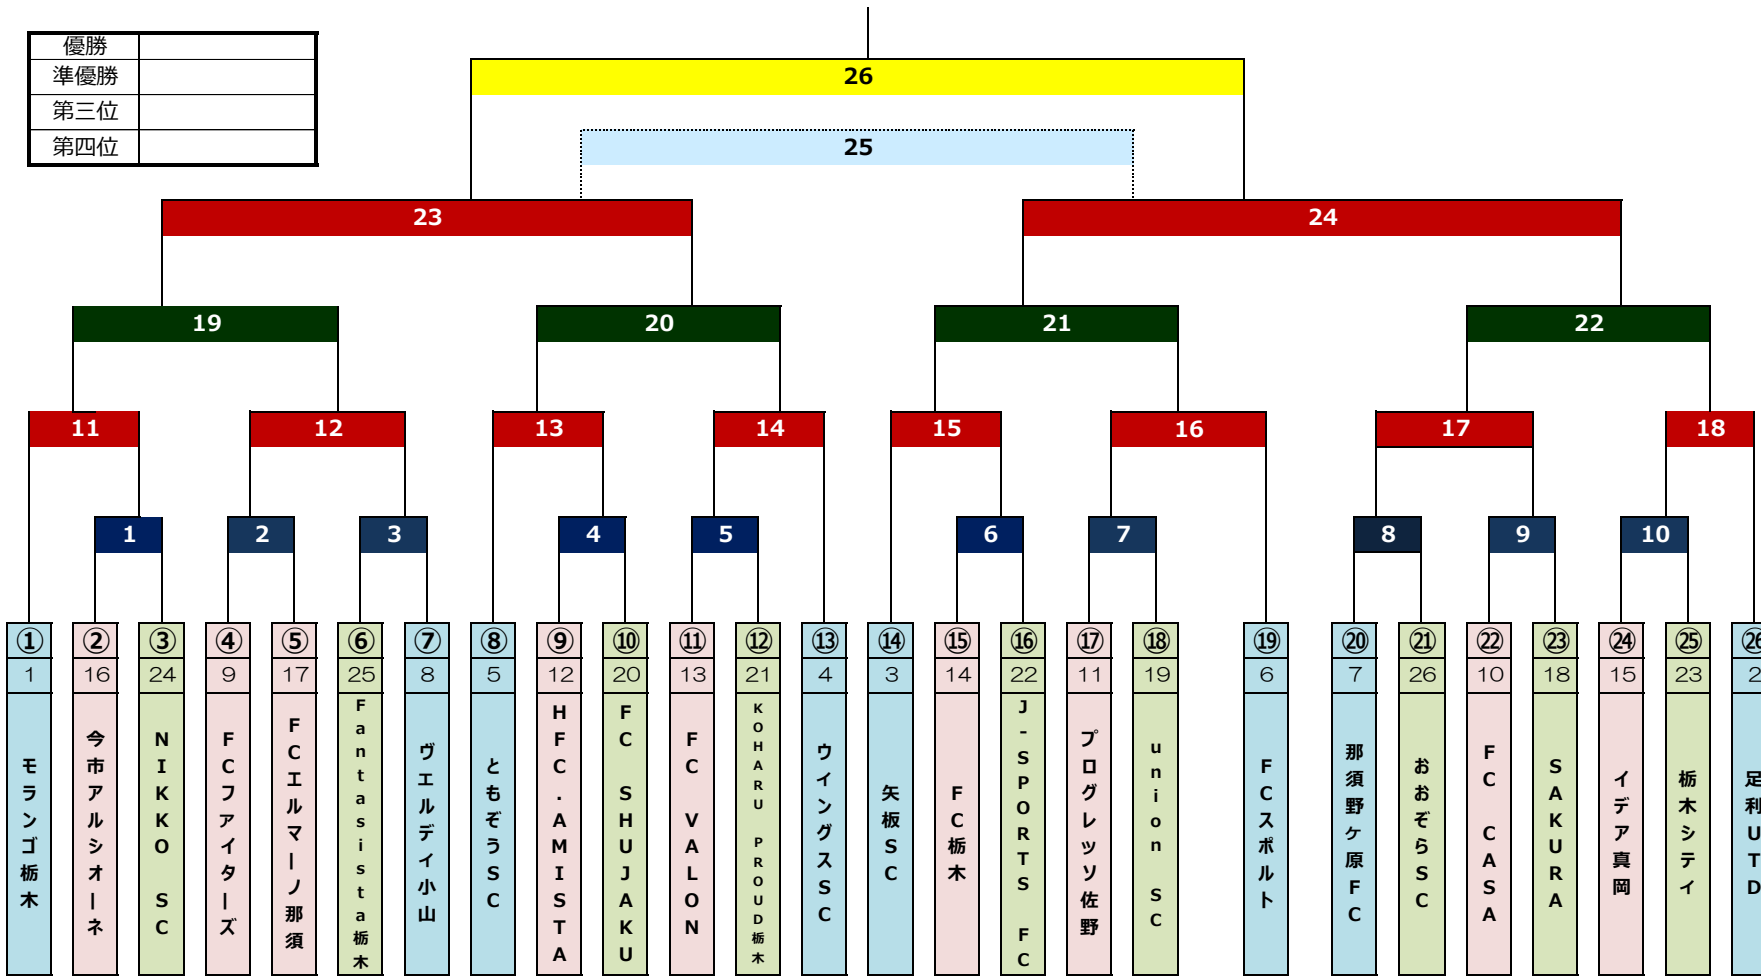 優勝
準優勝
第三位
第四位
26
25
23 24
19 20 21 22
11 12 13 14 15 16 17 18
1 2 3 4 5 6 7 8 9 10
① ② ③ ④ ⑤ ⑥ ⑦ ⑧ ⑨ ⑩ ⑪ ⑫ ⑬ ⑭ ⑮ ⑯ ⑰ ⑱ ⑲ ⑳ ㉑ ㉒ ㉓ ㉔ ㉕ ㉖
1 16 24 9 17 25 8 5 12 20 13 21 4 3 14 22 11 19 6 7 26 10 18 15 23 2
モランゴ栃木
今市アルシオーネ
NIKKO SC
FCファイターズ
FCエルマーノ那須
Fantasista栃木
ヴェルディ小山
ともぞうSC
HFC.AMISTA
FC SHUJAKU
FC VALON
KOHARU PROUD栃木
ウイングスSC
矢板SC
FC栃木
J-SPORTS FC
プログレッソ佐野
union SC
FCスポルト
那須野ヶ原FC
おおぞらSC
FC CASA
SAKURA
イデア真岡
栃木シティ
足利UTD